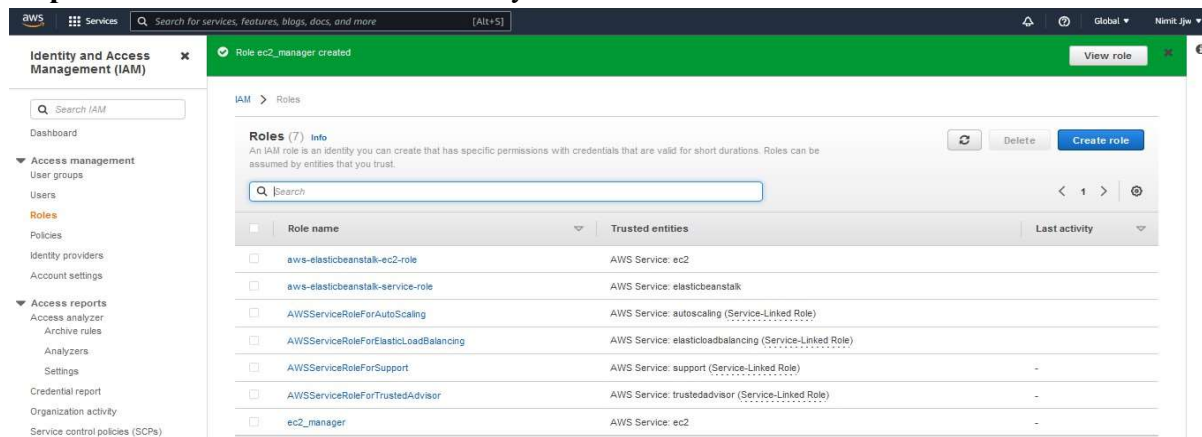 aws Services Search for services, features, blogs, docs, and more [Alt+S] Global Nimit Jjw
Identity and Access Management (IAM)
Search IAM
Dashboard
Access management
User groups
Users
Roles
Policies
Identity providers
Account settings
Access reports
Access analyzer
Archive rules
Analyzers
Settings
Credential report
Organization activity
Service control policies (SCPs)
Role ec2_manager created View role
IAM > Roles
Roles (7) Info
An IAM role is an identity you can create that has specific permissions with credentials that are valid for short durations. Roles can be
assumed by entities that you trust.
Delete Create role
Search
< 1 >
Role name Trusted entities Last activity
aws-elasticbeanstalk-ec2-role AWS Service: ec2
aws-elasticbeanstalk-service-role AWS Service: elasticbeanstalk
AWSServiceRoleForAutoScaling AWS Service: autoscaling (Service-Linked Role)
AWSServiceRoleForElasticLoadBalancing AWS Service: elasticloadbalancing (Service-Linked Role)
AWSServiceRoleForSupport AWS Service: support (Service-Linked Role) -
AWSServiceRoleForTrustedAdvisor AWS Service: trustedadvisor (Service-Linked Role) -
ec2_manager AWS Service: ec2 -